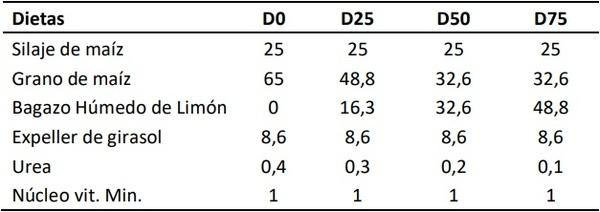 Dietas D0 D25 D50 D75
Silaje de maíz 25 25 25 25
Grano de maíz 65 48,8 32,6 32,6
Bagazo Húmedo de Limón 0 16,3 32,6 48,8
Expeller de girasol 8,6 8,6 8,6 8,6
Urea 0,4 0,3 0,2 0,1
Núcleo vit. Min. 1 1 1 1